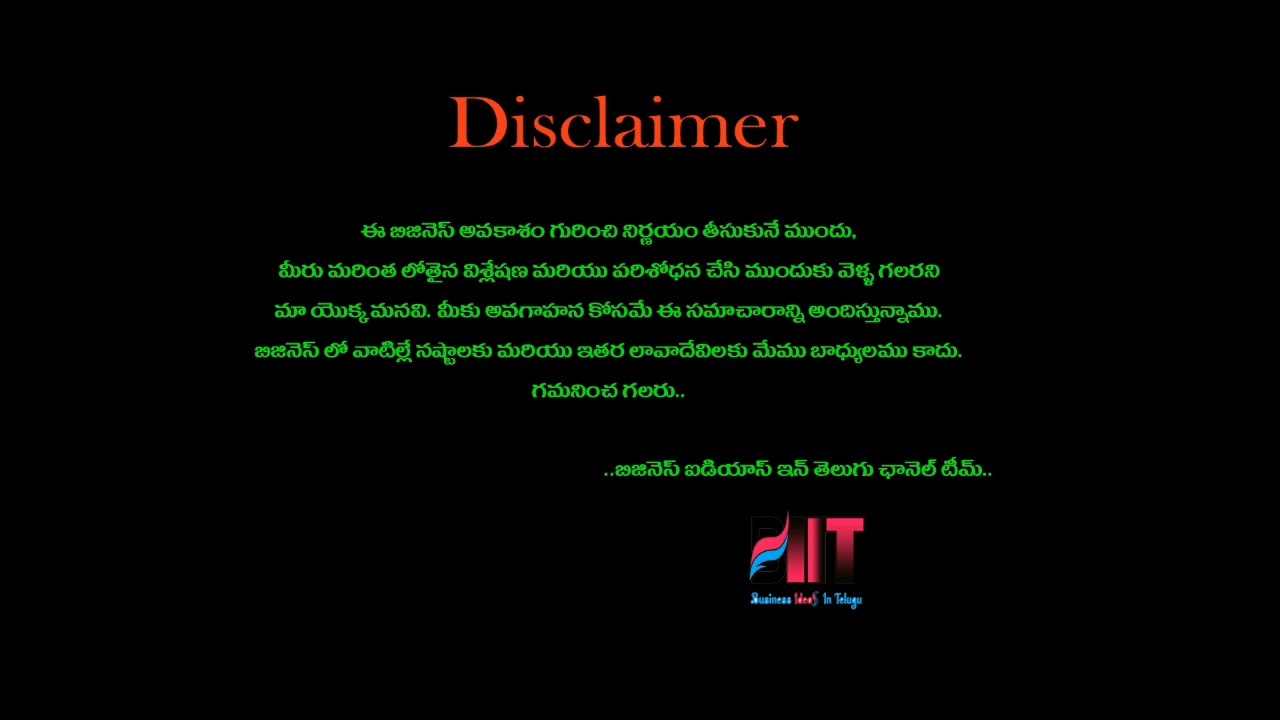 Disclaimer
ఈ బిజినెస్ అవకాశం గురించి నిర్ణయం తీసుకునే ముందు,
మీరు మరింత లోతైన విశ్లేషణ మరియు పరిశోధన చేసి ముందుకు వెళ్ళ గలరని
మా యొక్క మనవి. మీకు అవగాహన కోసమే ఈ సమాచారాన్ని అందిస్తున్నాము.
బిజినెస్ లో వాటిల్లే నష్టాలకు మరియు ఇతర లావాదేవిలకు మేము బాధ్యులము కాదు.
గమనించ గలరు..
..బిజినెస్ ఐడియాస్ ఇన్ తెలుగు ఛానెల్ టీమ్..
BIIT
Business IdeaS In Telugu